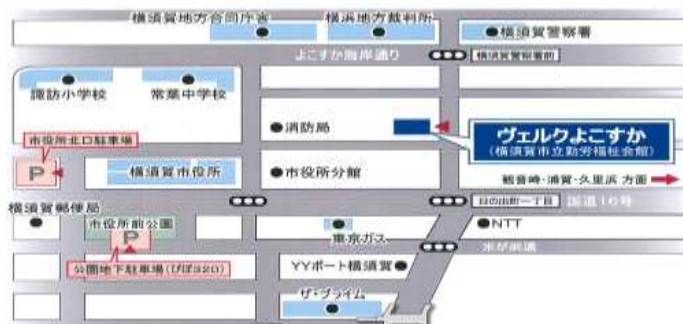 横須賀地方合同庁舎
横浜地方裁判所
横須賀警察署
よこすか海岸通り
横須賀警察署前
諏訪小学校
常葉中学校
市役所北口駐車場
消防局
ヴェルクよこすか
(横須賀市立勤労福祉会館)
P
横須賀市役所
市役所分館
観音崎・浦賀・久里浜 方面
日の出町一丁目
国道16号
横須賀郵便局
市役所前公園
P
東京ガス
NTT
米が浜通
公園地下駐車場(ぴぽ320)
YYポート横須賀
ザ・プライム